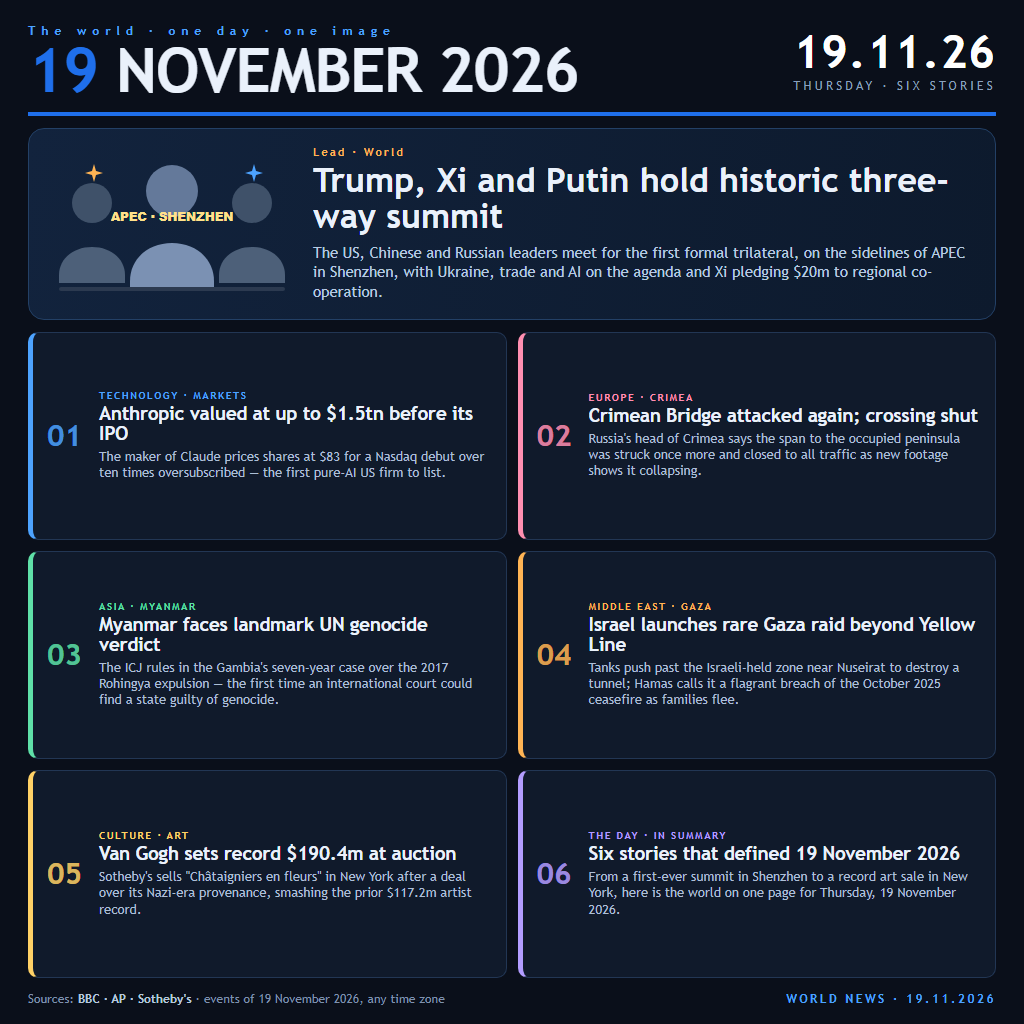 The world · one day · one image
19 NOVEMBER 2026
19.11.26
THURSDAY · SIX STORIES
APEC · SHENZHEN
Lead · World
Trump, Xi and Putin hold historic three-
way summit
The US, Chinese and Russian leaders meet for the first formal trilateral, on the sidelines of APEC
in Shenzhen, with Ukraine, trade and AI on the agenda and Xi pledging $20m to regional co-
operation.
01
TECHNOLOGY · MARKETS
Anthropic valued at up to $1.5tn before its
IPO
The maker of Claude prices shares at $83 for a Nasdaq debut over
ten times oversubscribed — the first pure-AI US firm to list.
02
EUROPE · CRIMEA
Crimean Bridge attacked again; crossing shut
Russia's head of Crimea says the span to the occupied peninsula
was struck once more and closed to all traffic as new footage
shows it collapsing.
03
ASIA · MYANMAR
Myanmar faces landmark UN genocide
verdict
The ICJ rules in the Gambia's seven-year case over the 2017
Rohingya expulsion — the first time an international court could
find a state guilty of genocide.
04
MIDDLE EAST · GAZA
Israel launches rare Gaza raid beyond Yellow
Line
Tanks push past the Israeli-held zone near Nuseirat to destroy a
tunnel; Hamas calls it a flagrant breach of the October 2025
ceasefire as families flee.
05
CULTURE · ART
Van Gogh sets record $190.4m at auction
Sotheby's sells "Châtaigniers en fleurs" in New York after a deal
over its Nazi-era provenance, smashing the prior $117.2m artist
record.
06
THE DAY · IN SUMMARY
Six stories that defined 19 November 2026
From a first-ever summit in Shenzhen to a record art sale in New
York, here is the world on one page for Thursday, 19 November
2026.
Sources: BBC · AP · Sotheby's · events of 19 November 2026, any time zone
WORLD NEWS · 19.11.2026